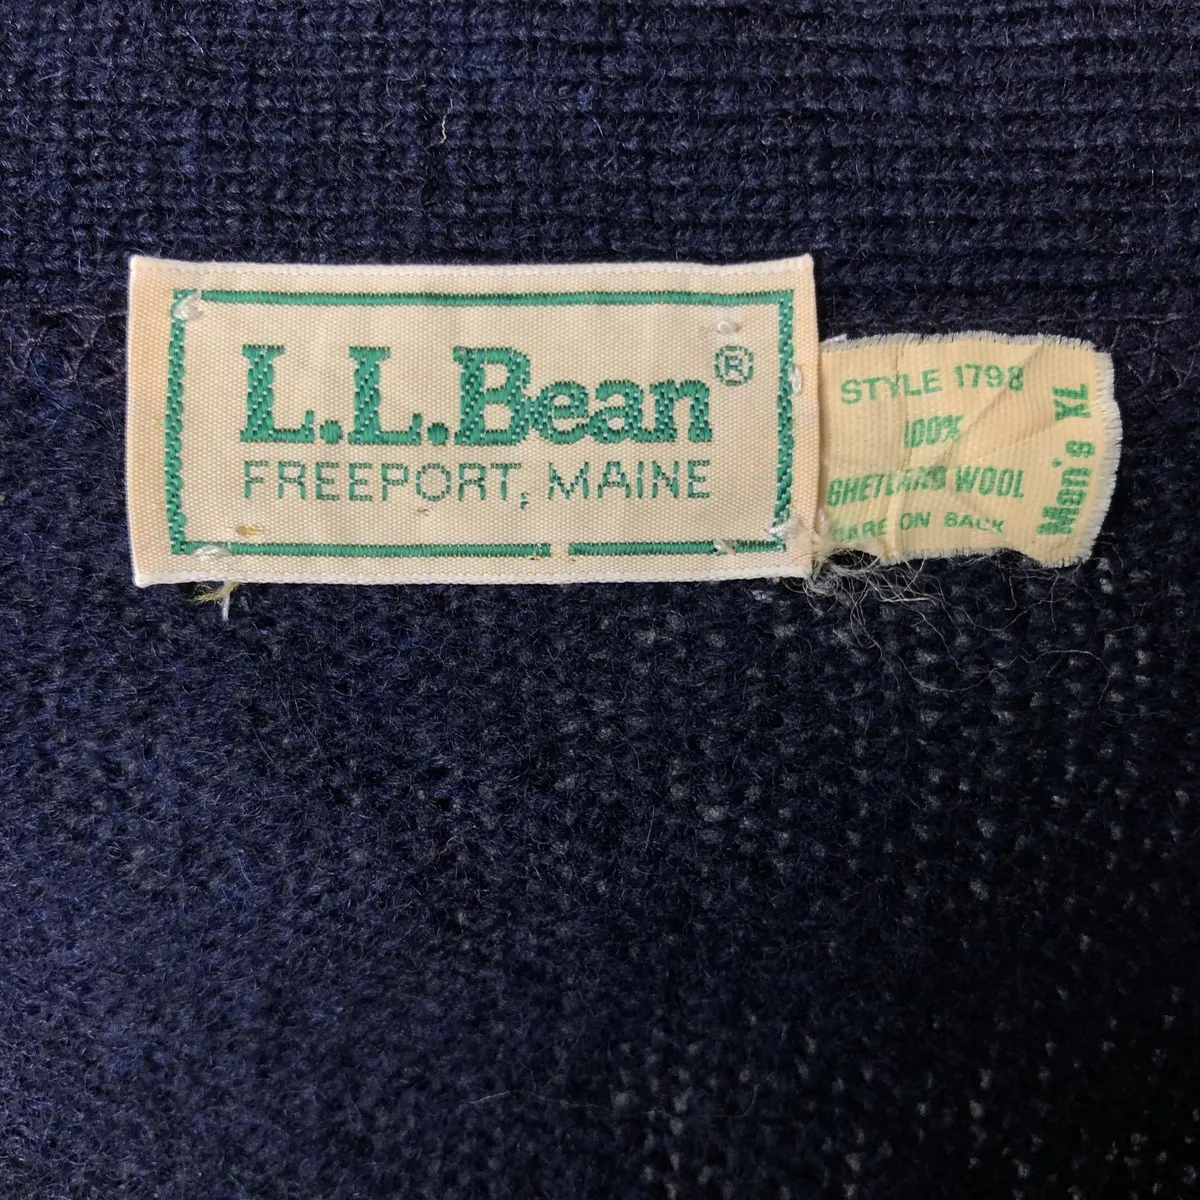 L.L.Bean®
FREEPORT, MAINE
STYLE 1798
100%
SHETLAND WOOL
CARE ON BACK
Men's XL